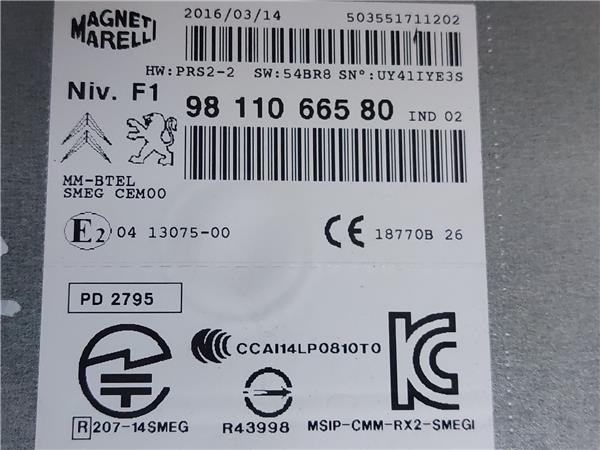 MAGNETI MARELLI
2016/03/14 503551711202
HW:PRS2-2 SW:54BR8 SN°:UY41IYE3S
Niv. F1 98 110 665 80 IND 02
MM-BTEL
SMEG CEM00
E2 04 13075-00 CE 18770B 26
PD 2795
CCAI14LP0810T0
R 207-14SMEG R43998 MSIP-CMM-RX2-SMEGI